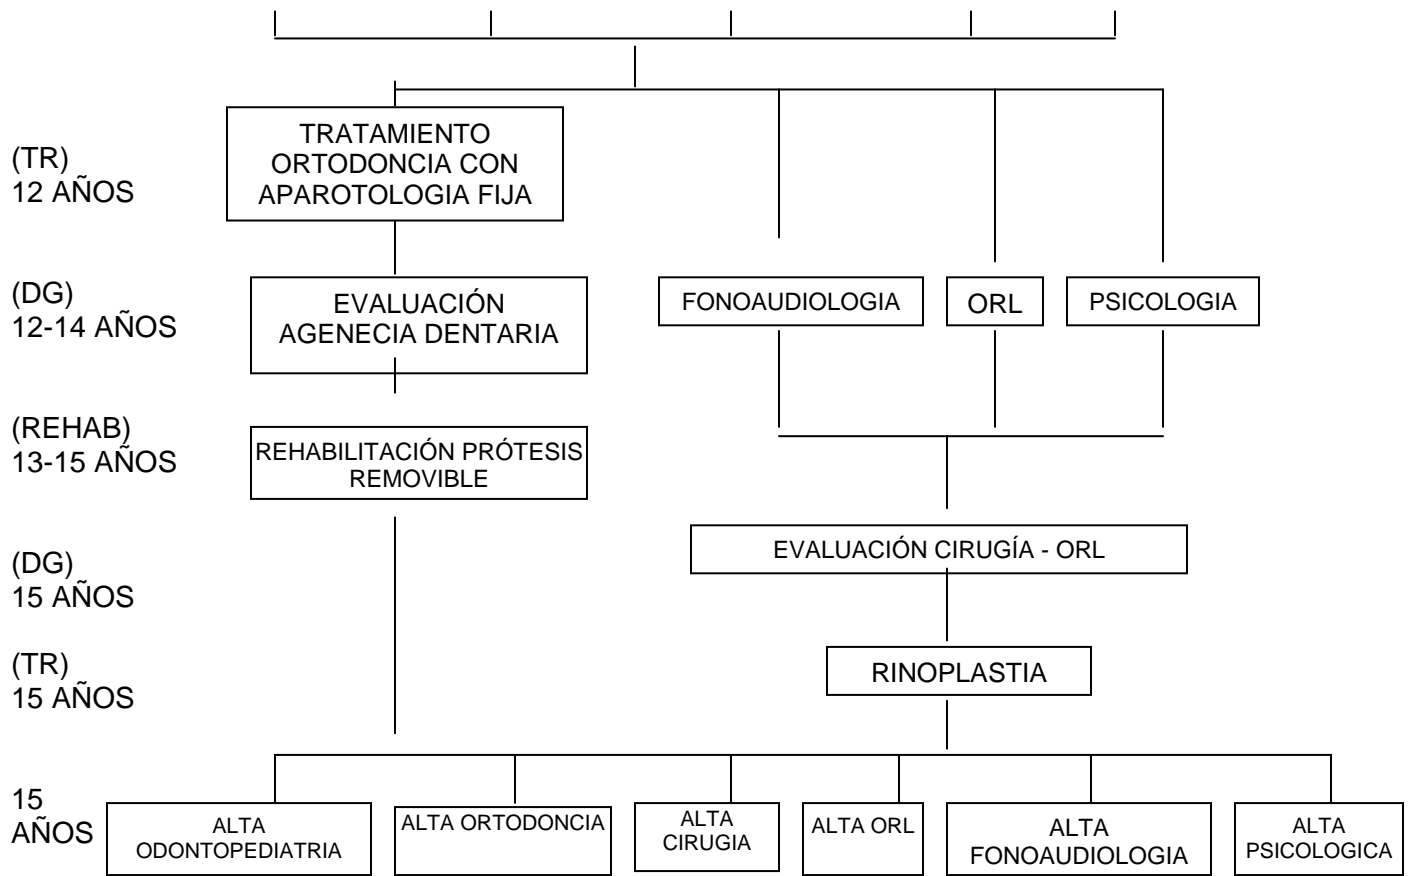 (TR)
12 AÑOS
TRATAMIENTO
ORTODONCIA CON
APAROTOLOGIA FIJA
(DG)
12-14 AÑOS
EVALUACIÓN
AGENECIA DENTARIA
FONOAUDIOLOGIA
ORL
PSICOLOGIA
(REHAB)
13-15 AÑOS
REHABILITACIÓN PRÓTESIS
REMOVIBLE
(DG)
15 AÑOS
EVALUACIÓN CIRUGÍA - ORL
(TR)
15 AÑOS
RINOPLASTIA
15
AÑOS
ALTA
ODONTOPEDIATRIA
ALTA ORTODONCIA
ALTA
CIRUGIA
ALTA ORL
ALTA
FONOAUDIOLOGIA
ALTA
PSICOLOGICA